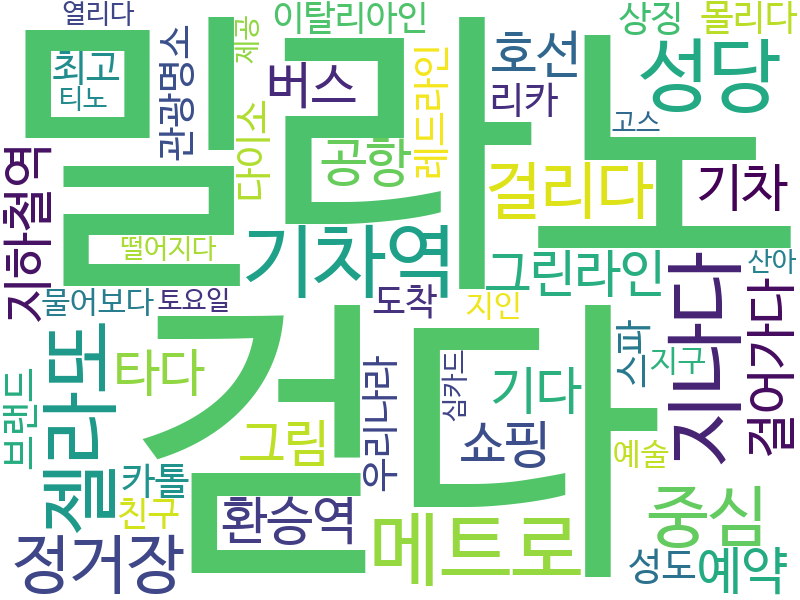 열리다
이탈리아인
상징
몰리다
밀라노
최고
티노
관광명소
제공
버스
레드라인
호선
리카
성당
고스
다이소
공항
걸리다
기차
지하철역
떨어지다
기차역
그린라인
산아
물어보다
토요일
도착
지인
지나다
걸어가다
젤라또
타다
걷다
우리나라
심카드
기다
시파
지구
브랜드
카톨
그림
쇼핑
예술
친구
환승역
메트로
중심
정거장
성도
예약